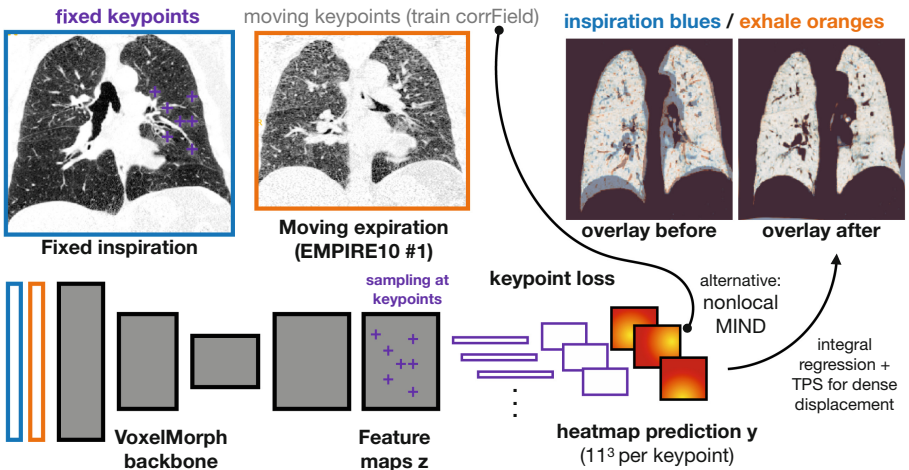 fixed keypoints
moving keypoints (train corrField)
inspiration blues / exhale oranges
Fixed inspiration
Moving expiration
(EMPIRE10 #1)
overlay before
overlay after
sampling at
keypoints
keypoint loss
alternative:
nonlocal
MIND
integral
regression +
TPS for dense
displacement
VoxelMorph
backbone
Feature
maps z
heatmap prediction y
(11³ per keypoint)